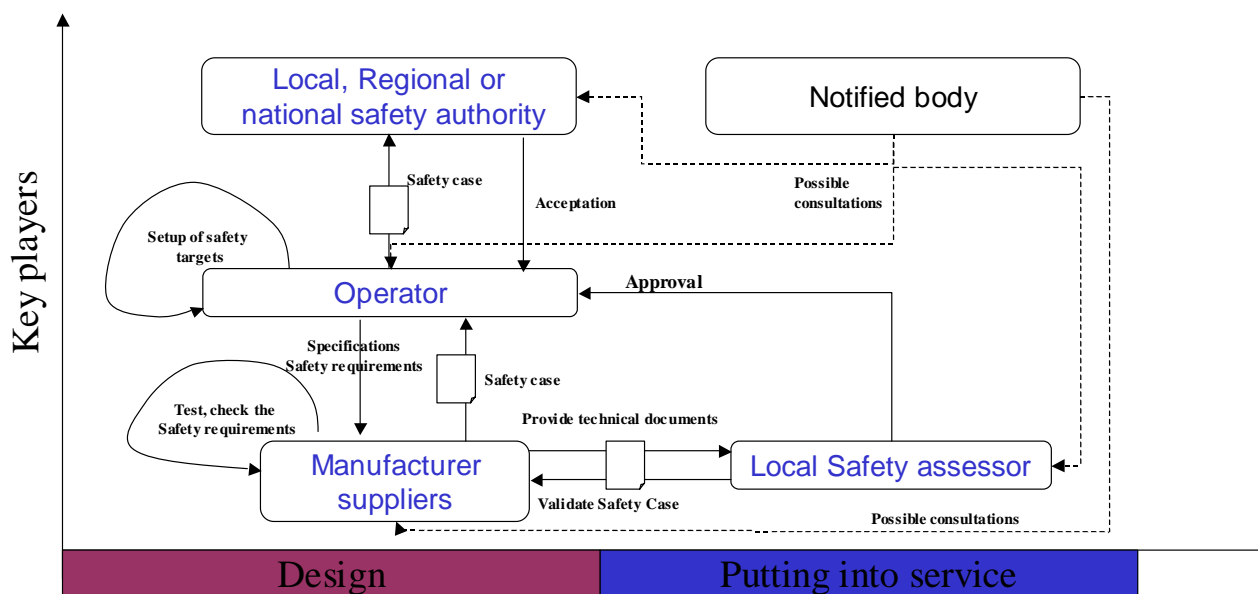 Key players
Local, Regional or
national safety authority
Notified body
Safety case
Acceptation
Possible
consultations
Setup of safety
targets
Operator
Approval
Specifications
Safety requirements
Safety case
Test, check the
Safety requirements
Provide technical documents
Manufacturer
suppliers
Local Safety assessor
Validate Safety Case
Possible consultations
Design
Putting into service